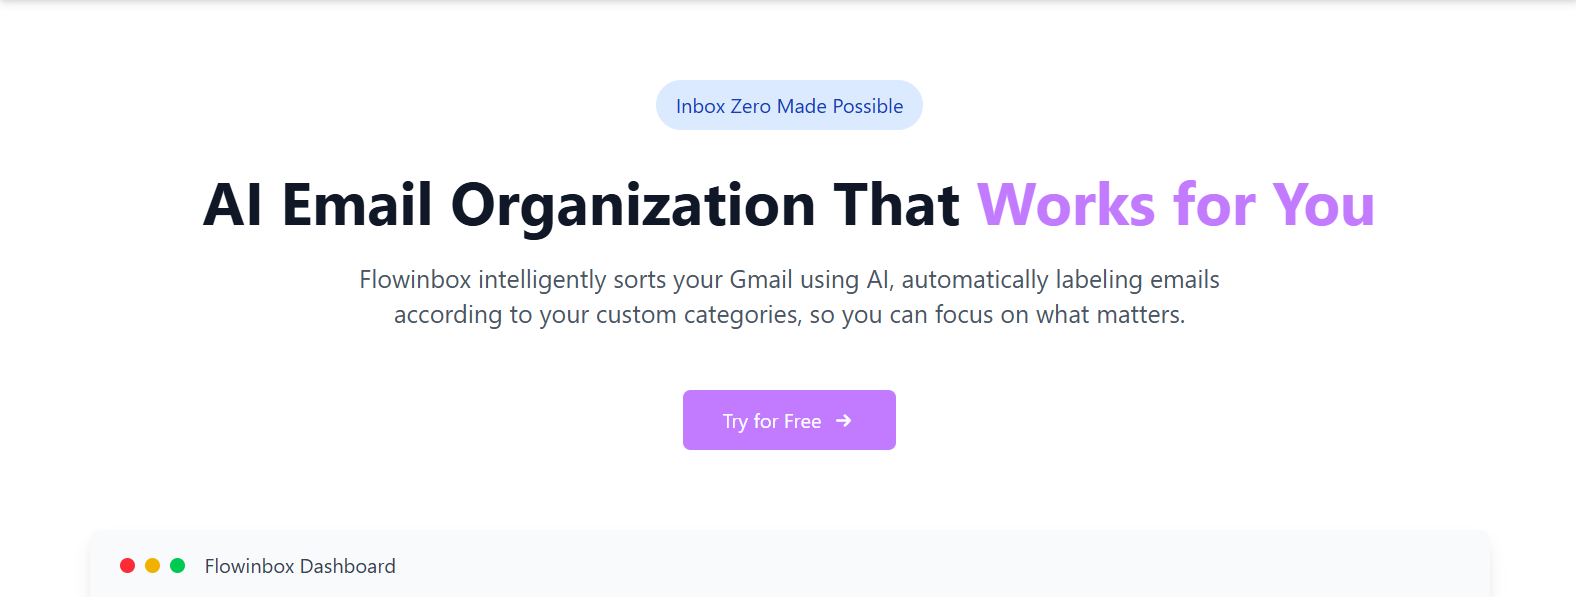 Inbox Zero Made Possible
AI Email Organization That Works for You
Flowinbox intelligently sorts your Gmail using AI, automatically labeling emails
according to your custom categories, so you can focus on what matters.
Try for Free →
Flowinbox Dashboard